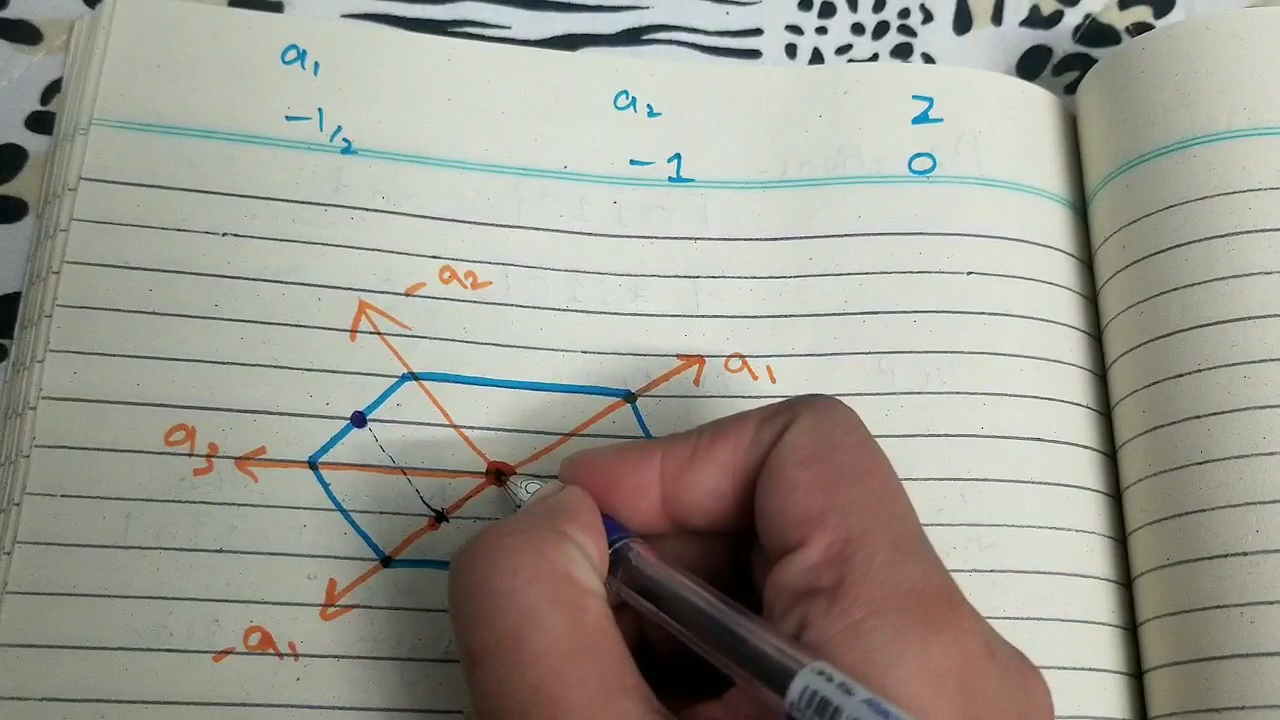 a₁ a₂ Z
-1/2 -1 0
-a₂
a₁
a₃
-a₁